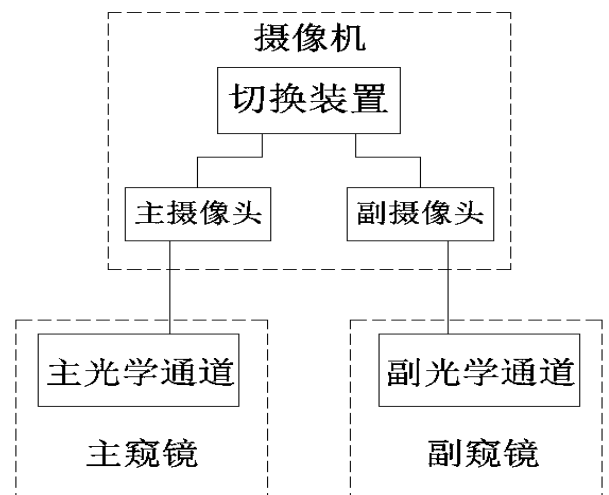 摄像机
切换装置
主摄像头
副摄像头
主光学通道
副光学通道
主窥镜
副窥镜